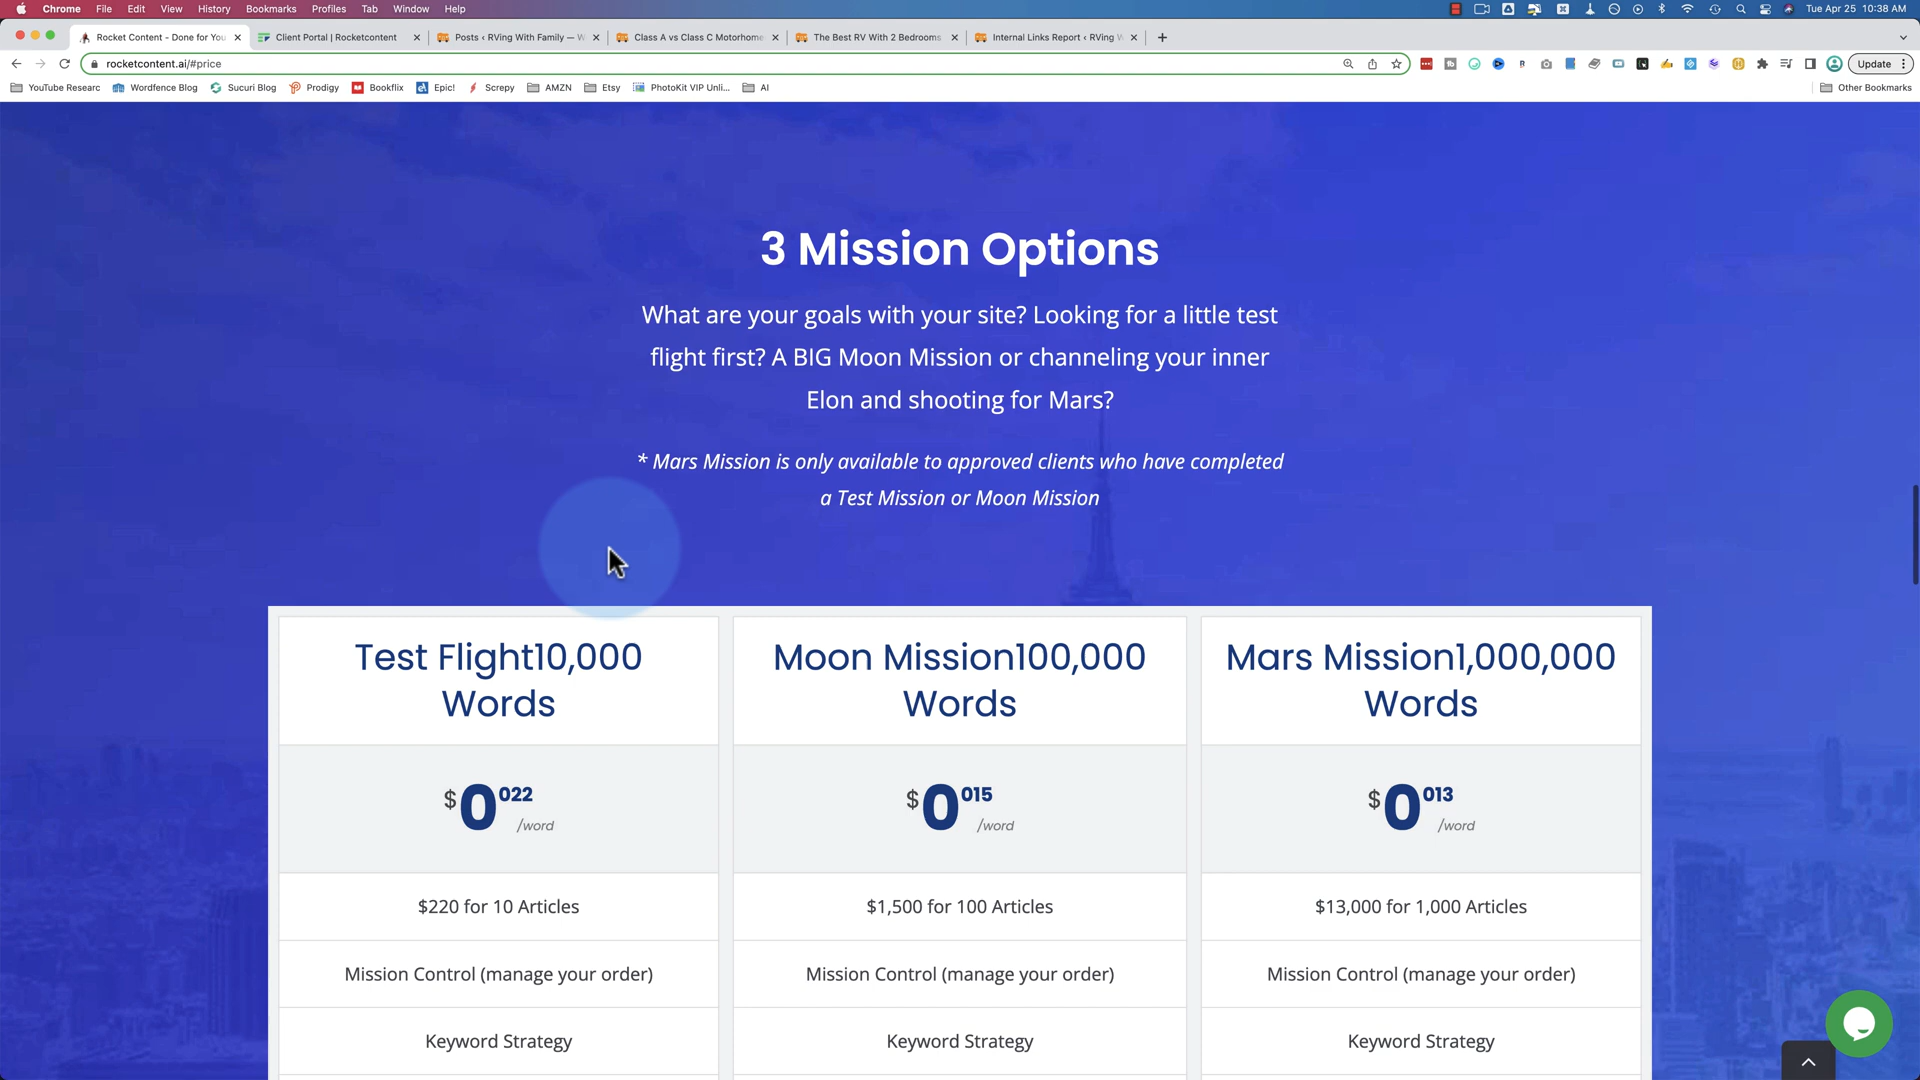 Chrome File Edit View History Bookmarks Profiles Tab Window Help
Tue Apr 25 10:38 AM
Rocket Content - Done for You
Client Portal | Rocketcontent
Posts ‹ RVing With Family — W
Class A vs Class C Motorhome
The Best RV With 2 Bedrooms
Internal Links Report ‹ RVing W
rocketcontent.ai/#price
Update
YouTube Researc
Wordfence Blog
Sucuri Blog
Prodigy
Bookflix
Epic!
Screpy
AMZN
Etsy
PhotoKit VIP Unli...
AI
Other Bookmarks
3 Mission Options
What are your goals with your site? Looking for a little test
flight first? A BIG Moon Mission or channeling your inner
Elon and shooting for Mars?
* Mars Mission is only available to approved clients who have completed
a Test Mission or Moon Mission
Test Flight10,000
Words
$0022
/word
$220 for 10 Articles
Mission Control (manage your order)
Keyword Strategy
Moon Mission100,000
Words
$0015
/word
$1,500 for 100 Articles
Mission Control (manage your order)
Keyword Strategy
Mars Mission1,000,000
Words
$0013
/word
$13,000 for 1,000 Articles
Mission Control (manage your order)
Keyword Strategy